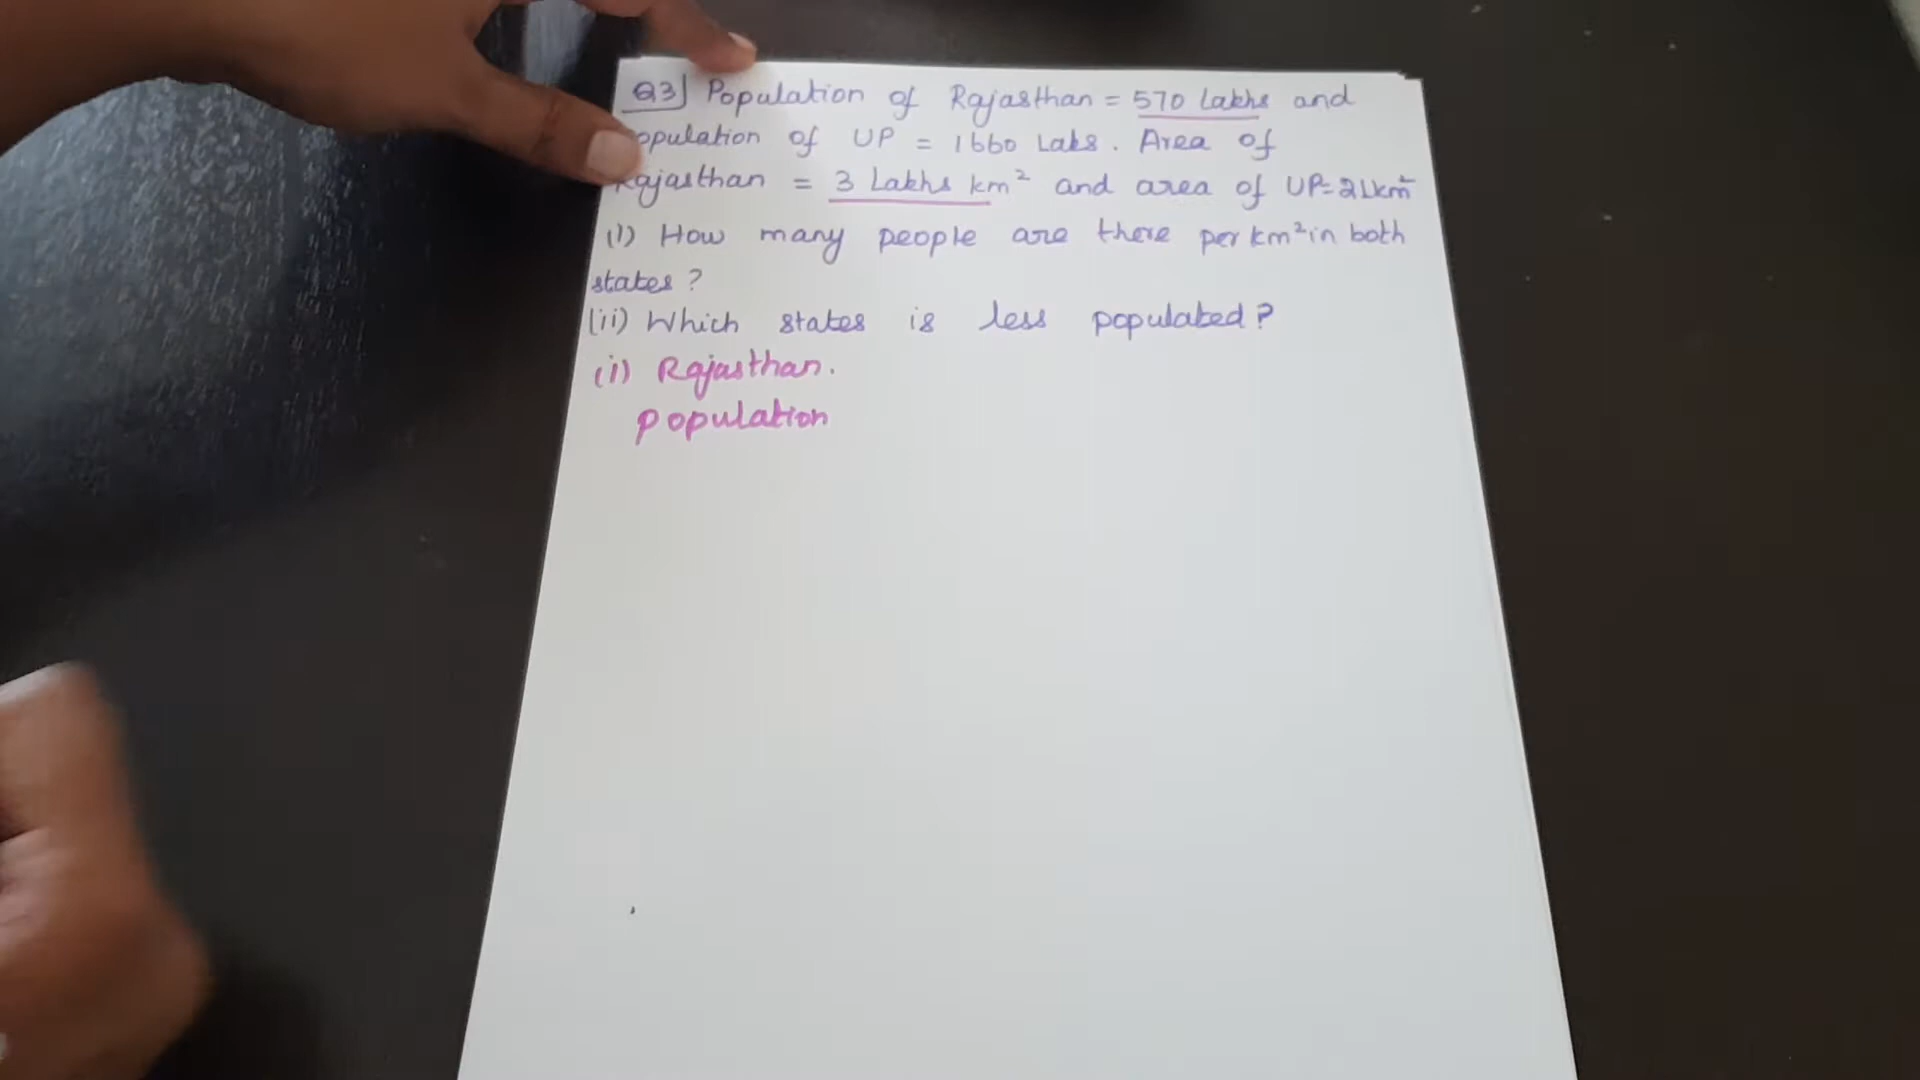 Q3) Population of Rajasthan = 570 Lakhs and
opulation of UP = 1660 Laks. Area of
Rajasthan = 3 Lakhs km² and area of UP=2Lkm²
(i) How many people are there per km² in both
states?
(ii) Which states is less populated?
(i) Rajasthan.
Population